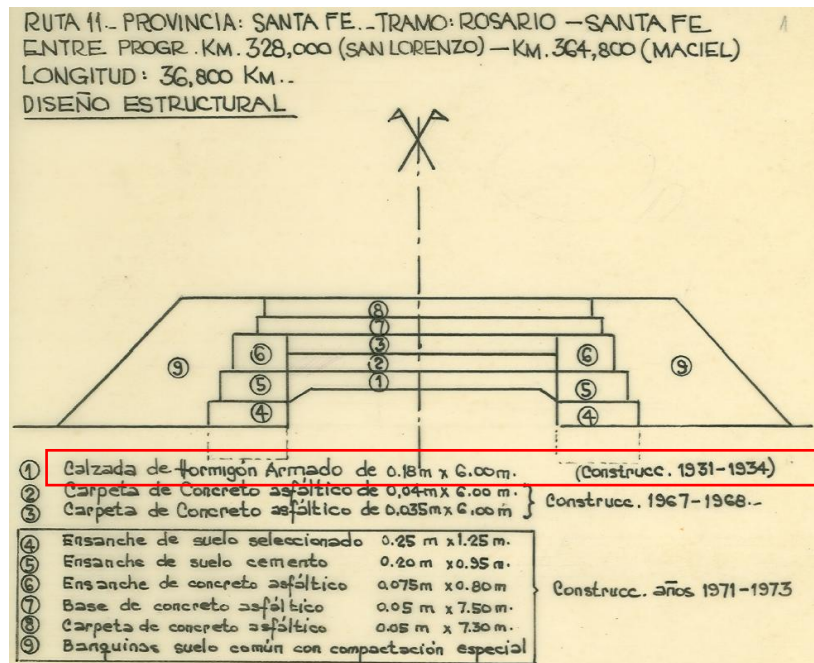 RUTA 11.- PROVINCIA: SANTA FE.- TRAMO: ROSARIO - SANTA FE 1
ENTRE PROGR. KM. 328,000 (SAN LORENZO) - KM. 364,800 (MACIEL)
LONGITUD: 36,800 KM..
DISEÑO ESTRUCTURAL
8
7
6 3 6
9 2 9
5 1 5
4 4
1 Calzada de Hormigón Armado de 0.18m x 6.00m. (Construcc. 1931-1934)
2 Carpeta de Concreto asfáltico de 0,04m x 6.00 m.
3 Carpeta de Concreto asfáltico de 0.035m x 6,00 m
Construcc. 1967-1968.-
4 Ensanche de suelo seleccionado 0.25 m x 1.25 m.
5 Ensanche de suelo cemento 0.20 m x 0.95 m.
6 Ensanche de concreto asfáltico 0.075m x 0.80 m
7 Base de concreto asfáltico 0.05 m x 7.50 m.
8 Carpeta de concreto asfáltico 0.05 m x 7.30 m.
9 Banquinas suelo común con compactación especial
Construcc. años 1971-1973